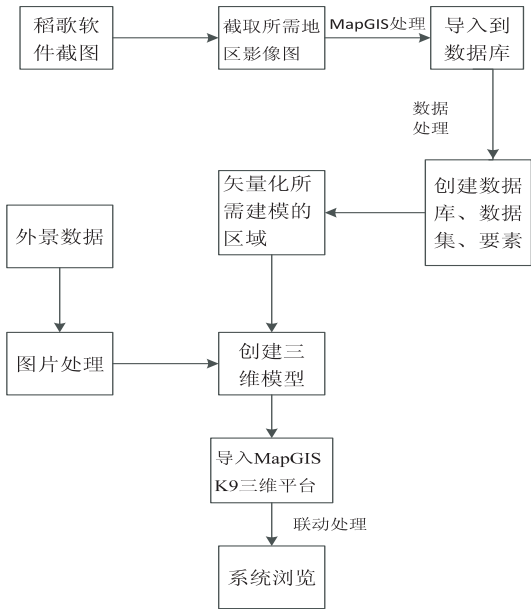 稻歌软
件截图
截取所需地
区影像图
MapGIS处理
导入到
数据库
数据
处理
创建数据
库、数据
集、要素
矢量化所
需建模的
区域
外景数据
图片处理
创建三
维模型
导入MapGIS
K9三维平台
联动处理
系统浏览